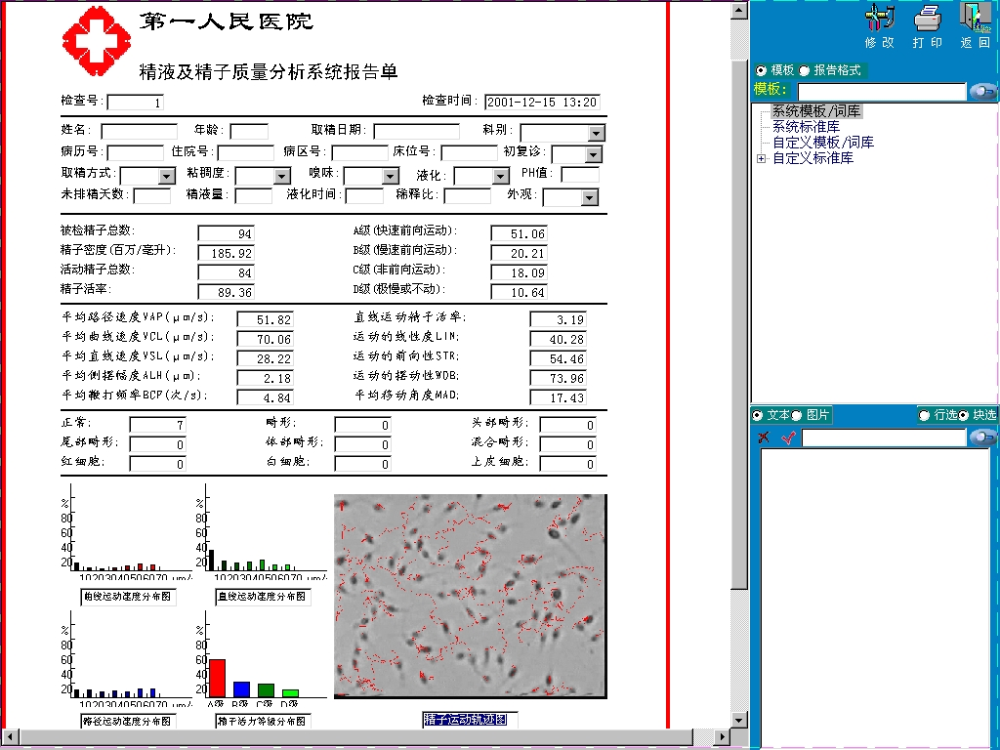 第一人民医院
精液及精子质量分析系统报告单
检查号: 1 检查时间: 2001-12-15 13:20
姓名: 年龄: 取精日期: 科别:
病历号: 住院号: 病区号: 床位号: 初复诊:
取精方式: 粘稠度: 嗅味: 液化: PH值:
未排精天数: 精液量: 液化时间: 稀释比: 外观:
被检精子总数: 94 A级(快速前向运动): 51.06
精子密度(百万/毫升): 185.92 B级(慢速前向运动): 20.21
活动精子总数: 84 C级(非前向运动): 18.09
精子活率: 89.36 D级(极慢或不动): 10.64
平均路径速度VAP(μm/s): 51.82 直线运动精子活率: 3.19
平均曲线速度VCL(μm/s): 70.06 运动的线性度LIN: 40.28
平均直线速度VSL(μm/s): 28.22 运动的前向性STR: 54.46
平均侧摆幅度ALH(μm): 2.18 运动的摆动性WOB: 73.96
平均鞭打频率BCF(次/s): 4.84 平均移动角度MAD: 17.43
正常: 7 畸形: 0 头部畸形: 0
尾部畸形: 0 体部畸形: 0 混合畸形: 0
红细胞: 0 白细胞: 0 上皮细胞: 0
% 80 60 40 20
10203040506070 um/
曲线运动速度分布图
% 80 60 40 20
10203040506070 um/
直线运动速度分布图
% 80 60 40 20
10203040506070 um/
路径运动速度分布图
% 80 60 40 20
A级 B级 C级 D级
精子活力等级分布图
精子运动轨迹图
修改 打印 返回
模板 报告格式
模板:
系统模板/词库
系统标准库
自定义模板/词库
自定义标准库
文本 图片 行选 块选